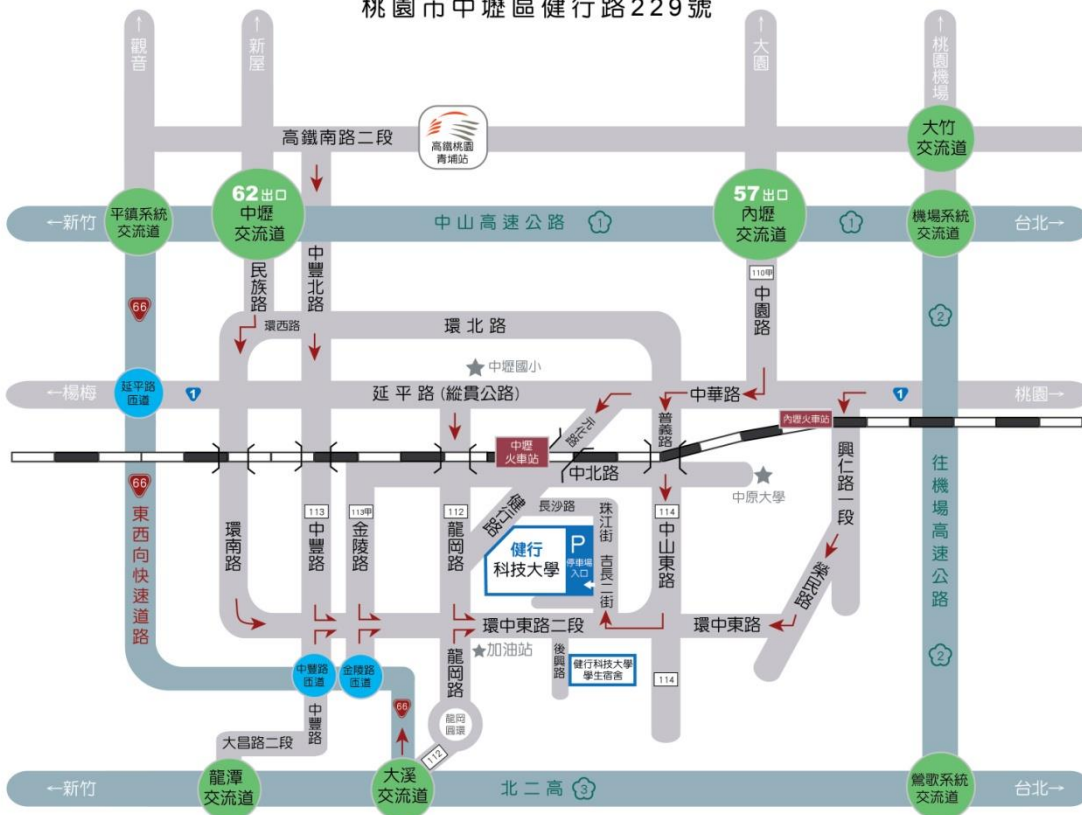 桃園市中壢區健行路229號
↑觀音
↑新屋
↑大園
↑桃園機場
高鐵南路二段
高鐵桃園
青埔站
大竹
交流道
←新竹
平鎮系統
交流道
62出口
中壢
交流道
中山高速公路
1
57出口
內壢
交流道
1
機場系統
交流道
台北→
民族路
中豐北路
110甲
中園路
66
2
環西路
環北路
中壢國小
←楊梅
延平路
匝道
1
延平路(縱貫公路)
中華路
1
桃園→
元化路
普義路
內壢火車站
中壢
火車站
中北路
中原大學
興仁路一段
66
東西向快速道路
環南路
113
中豐路
113甲
金陵路
112
龍岡路
健行路
長沙路
珠江街
吉長二街
健行
科技大學
P
停車場
入口
114
中山東路
榮民路
往機場高速公路
環中東路二段
環中東路
加油站
龍岡路
後興路
健行科技大學
學生宿舍
114
2
中豐路
匝道
金陵路
匝道
66
中豐路
龍岡
圓環
112
大昌路二段
←新竹
龍潭
交流道
大溪
交流道
北二高
3
鶯歌系統
交流道
台北→